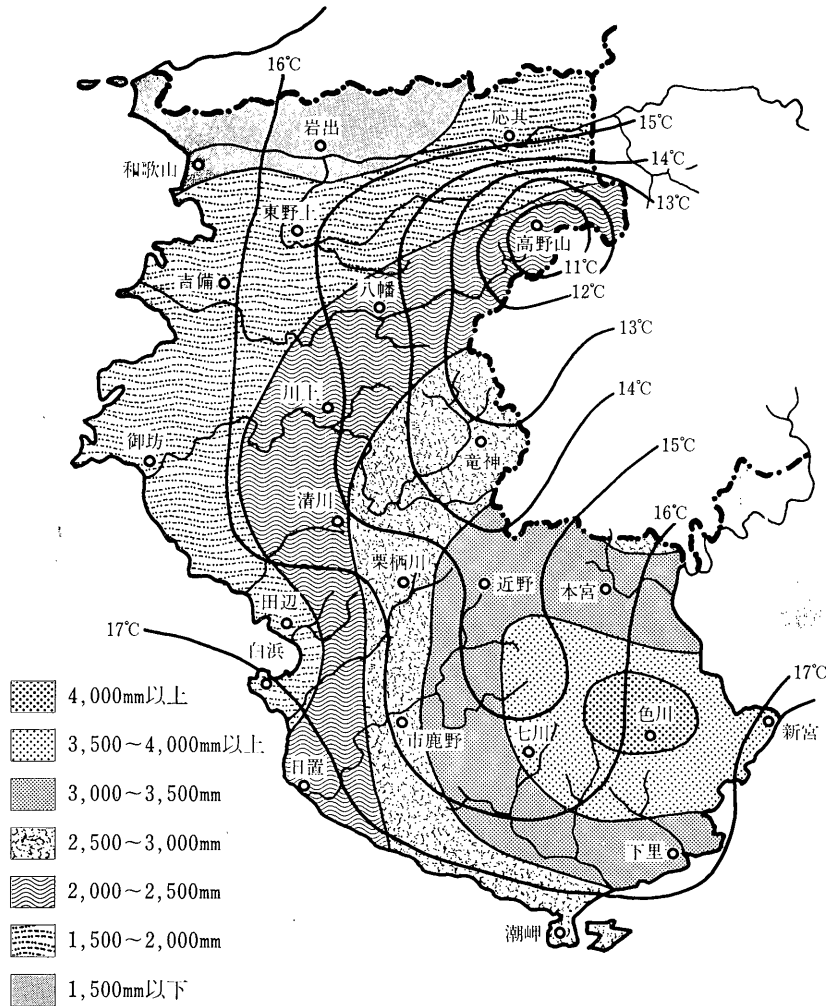 16℃
応其
岩出
15℃
和歌山
14℃
13℃
東野上
高野山
11℃
吉備
八幡
12℃
13℃
川上
14℃
御坊
竜神
15℃
清川
16℃
栗栖川
近野
本宮
田辺
17℃
白浜
17℃
4,000mm以上
色川
新宮
市鹿野
七川
3,500～4,000mm以上
日置
3,000～3,500mm
2,500～3,000mm
下里
2,000～2,500mm
潮岬
1,500～2,000mm
1,500mm以下